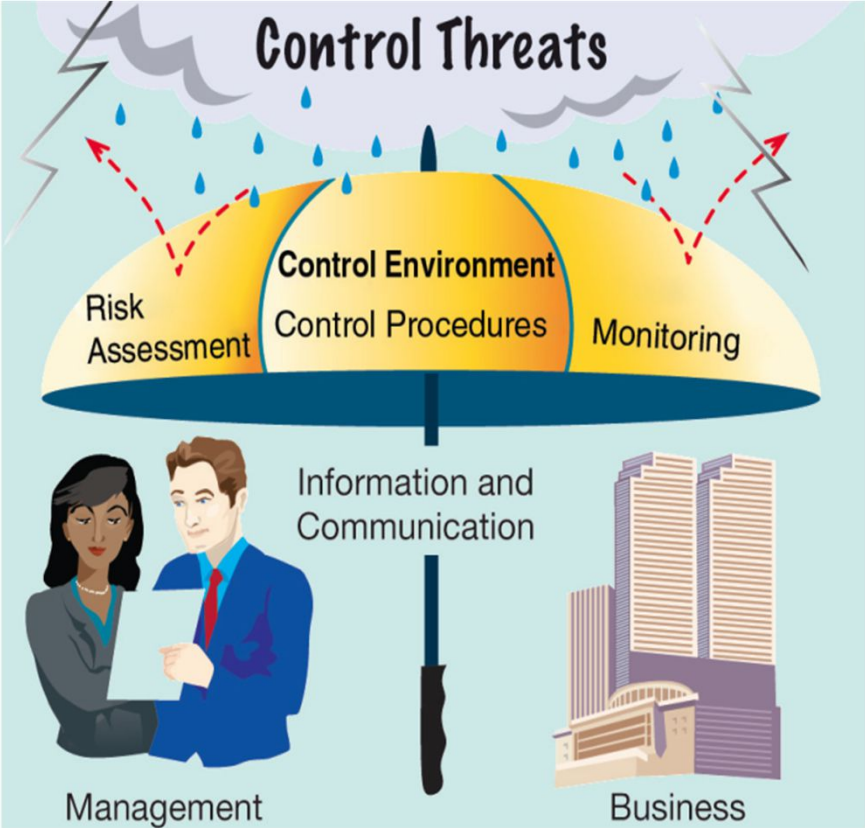 Control Threats
Control Environment
Control Procedures
Risk
Assessment
Monitoring
Information and
Communication
Management
Business